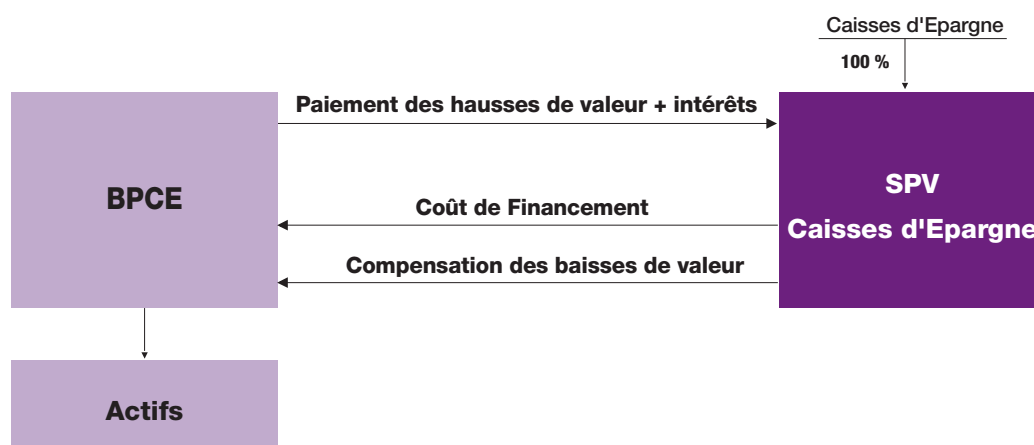 Caisses d'Epargne
100 %
Paiement des hausses de valeur + intérêts
BPCE
SPV
Caisses d'Epargne
Coût de Financement
Compensation des baisses de valeur
Actifs